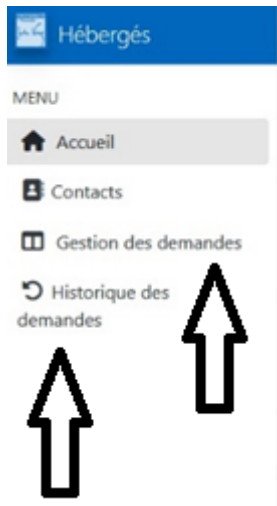 Hébergés
MENU
Accueil
Contacts
Gestion des demandes
Historique des
demandes